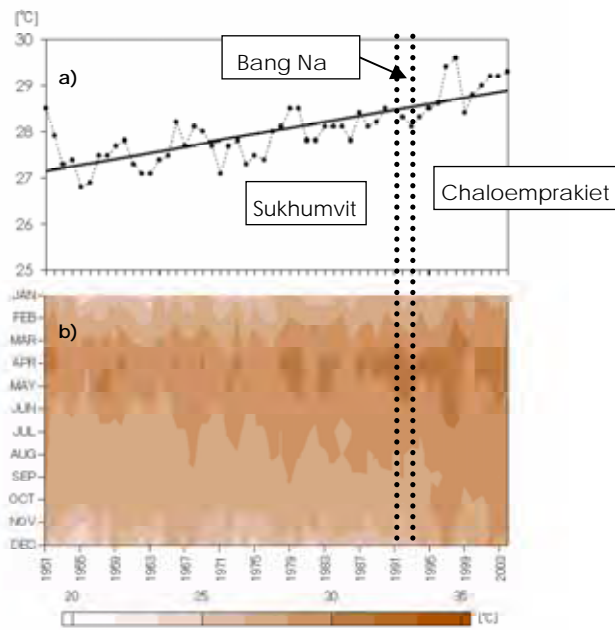 [°C]
30
a)
Bang Na
29
28
Chaloemprakiet
27
Sukhumvit
26
25
JAN
FEB
b)
MAR
APR
MAY
JUN
JUL
AUG
SEP
OCT
NOV
DEC
1951 1955 1959 1963 1967 1971 1975 1979 1983 1987 1991 1995 1999 2003
20 25 30 35
[°C]